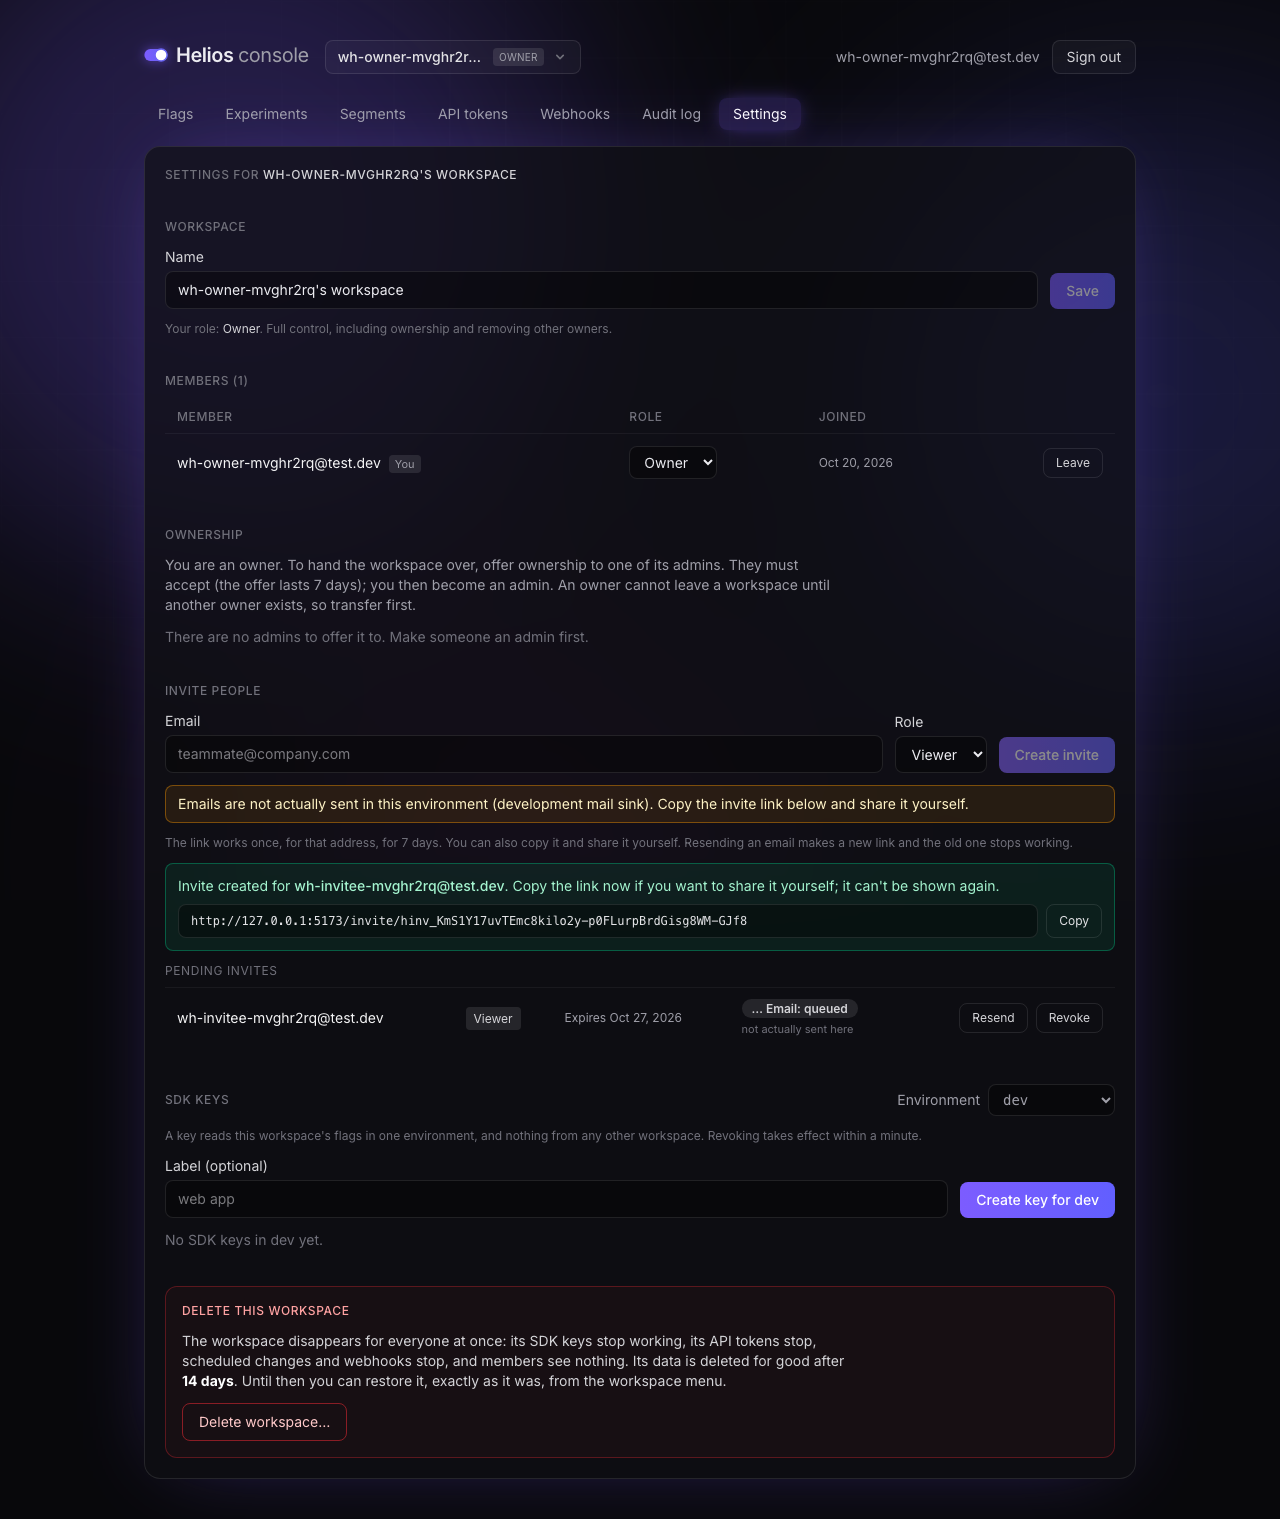 Helios console
wh-owner-mvghr2r... OWNER
wh-owner-mvghr2rq@test.dev
Sign out
Flags Experiments Segments API tokens Webhooks Audit log Settings
SETTINGS FOR WH-OWNER-MVGHR2RQ'S WORKSPACE
WORKSPACE
Name
wh-owner-mvghr2rq's workspace
Save
Your role: Owner. Full control, including ownership and removing other owners.
MEMBERS (1)
MEMBER ROLE JOINED
wh-owner-mvghr2rq@test.dev You Owner Oct 20, 2026 Leave
OWNERSHIP
You are an owner. To hand the workspace over, offer ownership to one of its admins. They must
accept (the offer lasts 7 days); you then become an admin. An owner cannot leave a workspace until
another owner exists, so transfer first.
There are no admins to offer it to. Make someone an admin first.
INVITE PEOPLE
Email Role
teammate@company.com Viewer Create invite
Emails are not actually sent in this environment (development mail sink). Copy the invite link below and share it yourself.
The link works once, for that address, for 7 days. You can also copy it and share it yourself. Resending an email makes a new link and the old one stops working.
Invite created for wh-invitee-mvghr2rq@test.dev. Copy the link now if you want to share it yourself; it can't be shown again.
http://127.0.0.1:5173/invite/hinv_KmS1Y17uvTEmc8kilo2y-p0FLurpBrdGisg8WM-GJf8 Copy
PENDING INVITES
wh-invitee-mvghr2rq@test.dev Viewer Expires Oct 27, 2026 ... Email: queued Resend Revoke
not actually sent here
SDK KEYS Environment dev
A key reads this workspace's flags in one environment, and nothing from any other workspace. Revoking takes effect within a minute.
Label (optional)
web app Create key for dev
No SDK keys in dev yet.
DELETE THIS WORKSPACE
The workspace disappears for everyone at once: its SDK keys stop working, its API tokens stop,
scheduled changes and webhooks stop, and members see nothing. Its data is deleted for good after
14 days. Until then you can restore it, exactly as it was, from the workspace menu.
Delete workspace...